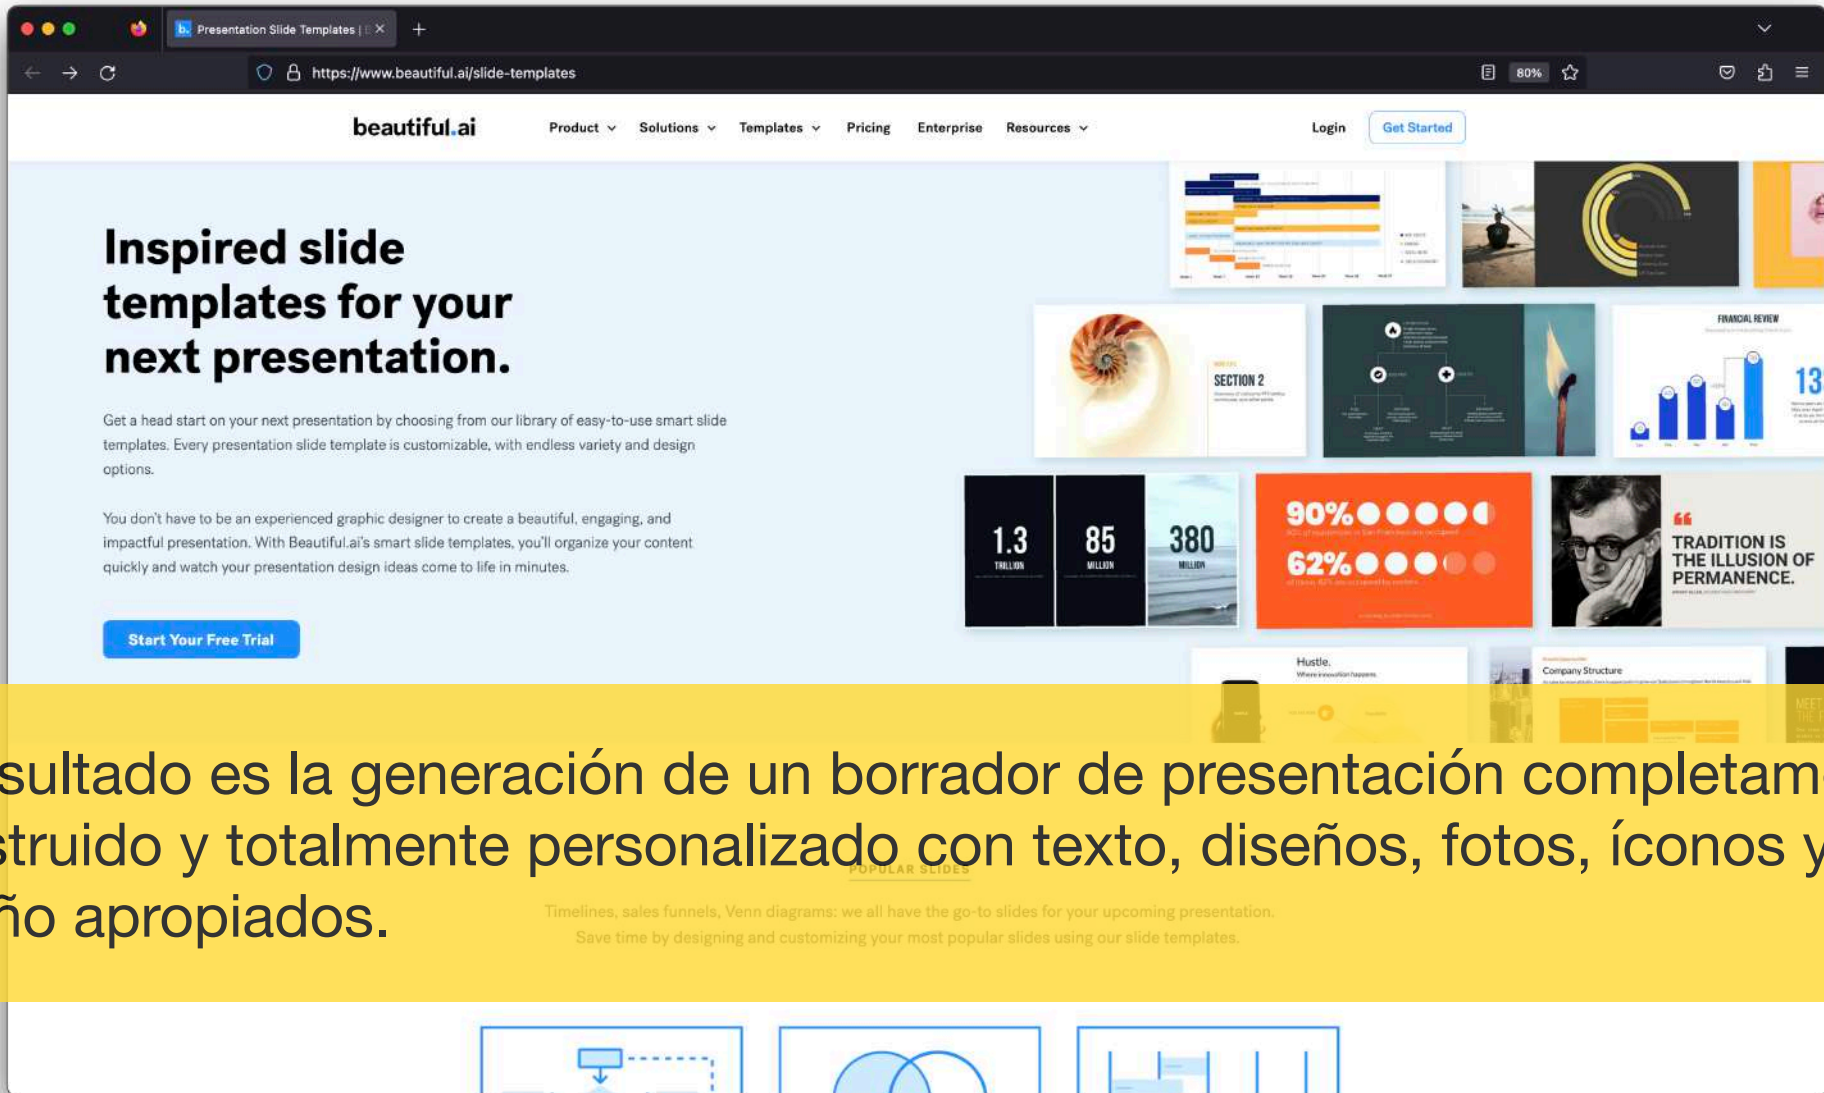 Presentation Slide Templates |
https://www.beautiful.ai/slide-templates
80%
beautiful.ai
Product
Solutions
Templates
Pricing
Enterprise
Resources
Login
Get Started
Inspired slide
templates for your
next presentation.
Get a head start on your next presentation by choosing from our library of easy-to-use smart slide
templates. Every presentation slide template is customizable, with endless variety and design
options.
You don't have to be an experienced graphic designer to create a beautiful, engaging, and
impactful presentation. With Beautiful.ai's smart slide templates, you'll organize your content
quickly and watch your presentation design ideas come to life in minutes.
Start Your Free Trial
SECTION 2
FINANCIAL REVIEW
1.3
TRILLION
85
MILLION
380
MILLION
90%
62%
TRADITION IS
THE ILLUSION OF
PERMANENCE.
Hustle.
Where innovation happens.
Company Structure
sultado es la generación de un borrador de presentación completam
struido y totalmente personalizado con texto, diseños, fotos, íconos y
ño apropiados.
POPULAR SLIDES
Timelines, sales funnels, Venn diagrams: we all have the go-to slides for your upcoming presentation.
Save time by designing and customizing your most popular slides using our slide templates.